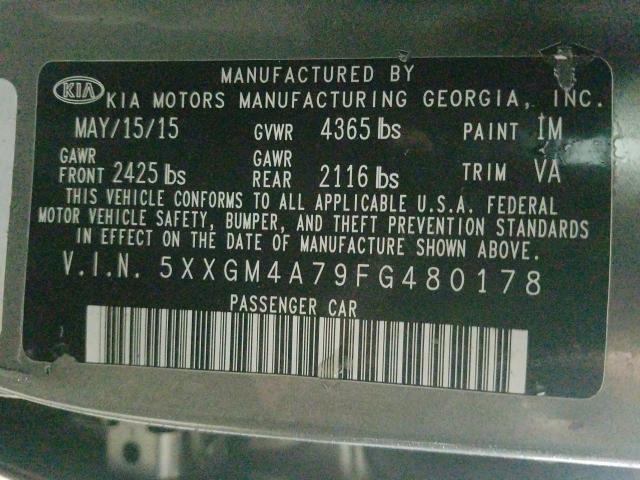 MANUFACTURED BY
KIA KIA MOTORS MANUFACTURING GEORGIA, INC.
MAY/15/15 GVWR 4365 lbs PAINT IM
GAWR FRONT 2425 lbs GAWR REAR 2116 lbs TRIM VA
THIS VEHICLE CONFORMS TO ALL APPLICABLE U.S.A. FEDERAL
MOTOR VEHICLE SAFETY, BUMPER, AND THEFT PREVENTION STANDARDS
IN EFFECT ON THE DATE OF MANUFACTURE SHOWN ABOVE.
V.I.N. 5XXGM4A79FG480178
PASSENGER CAR